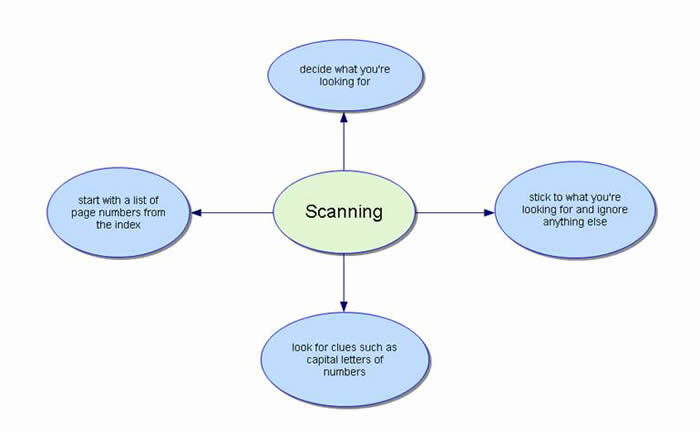 decide what you're
looking for
start with a list of
page numbers from
the index
Scanning
stick to what you're
looking for and ignore
anything else
look for clues such as
capital letters of
numbers